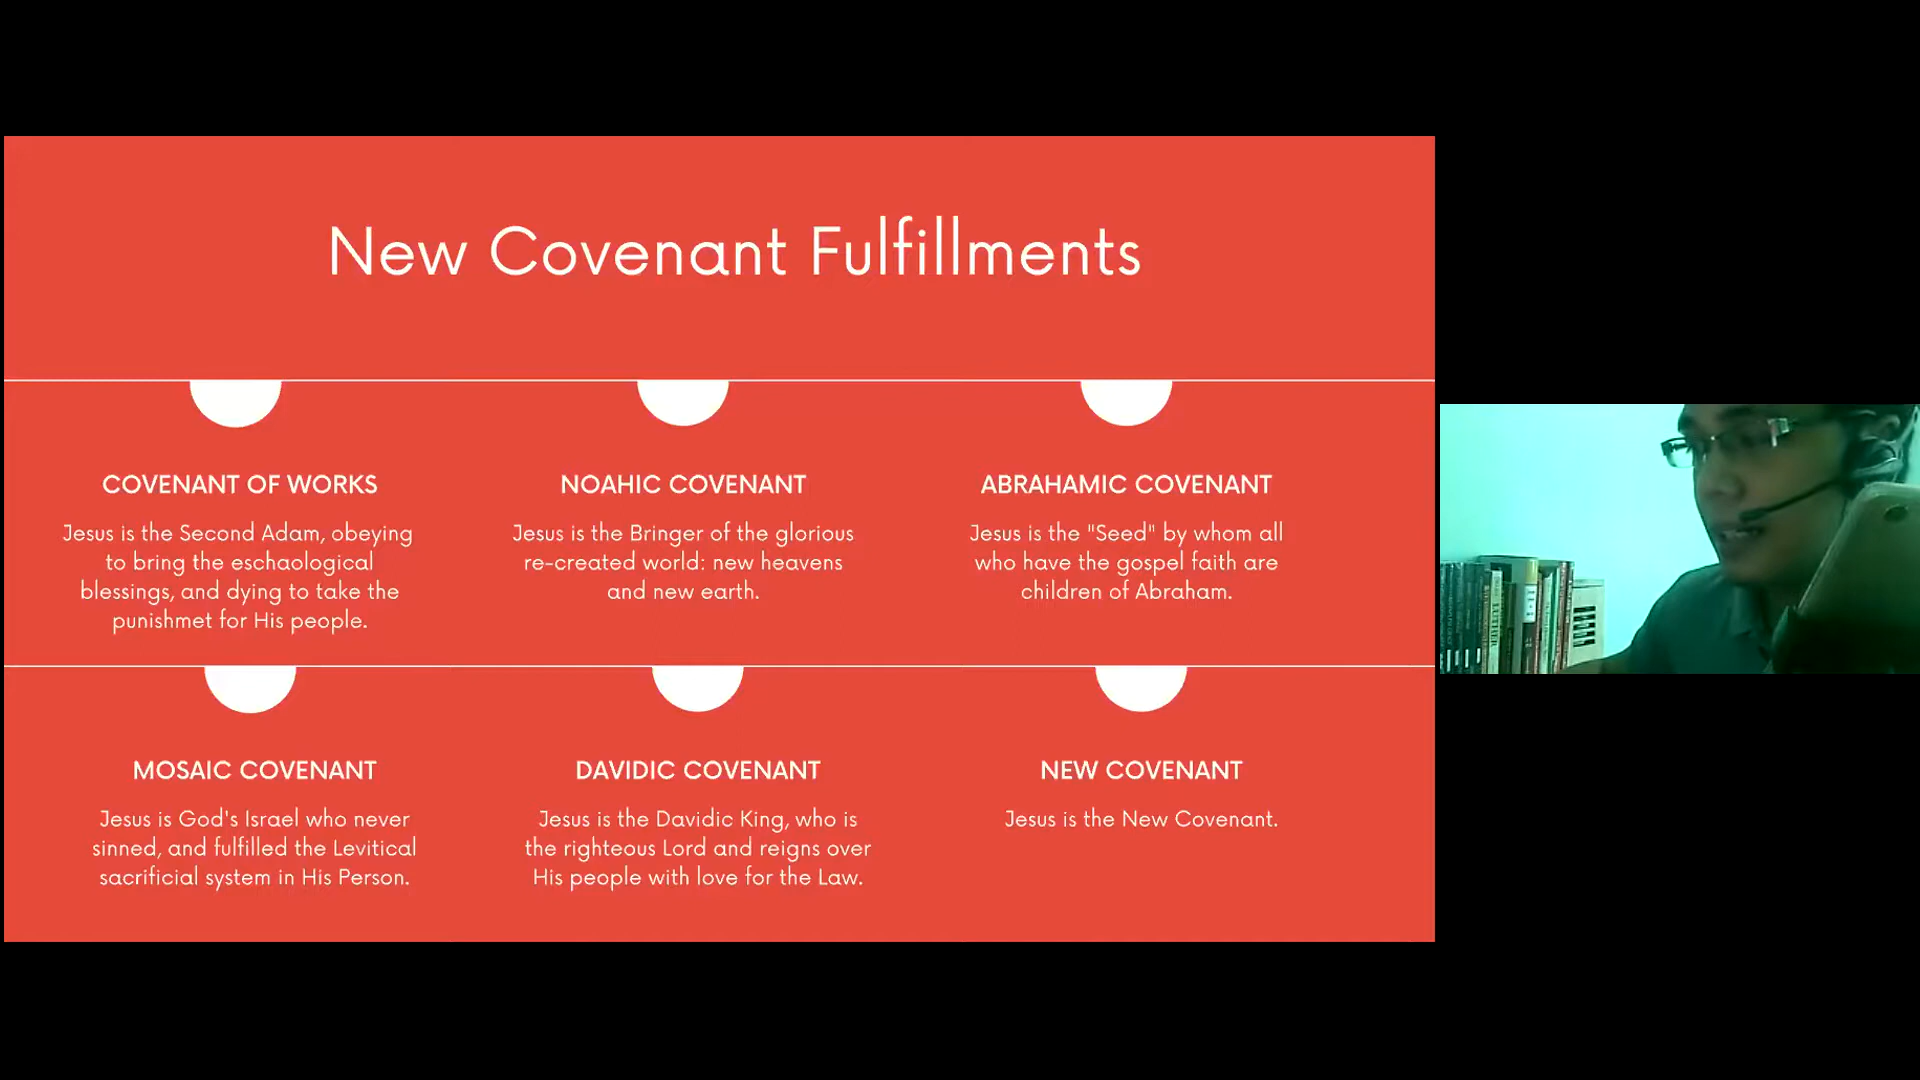 New Covenant Fulfillments
COVENANT OF WORKS
Jesus is the Second Adam, obeying
to bring the eschaological
blessings, and dying to take the
punishmet for His people.
NOAHIC COVENANT
Jesus is the Bringer of the glorious
re-created world: new heavens
and new earth.
ABRAHAMIC COVENANT
Jesus is the "Seed" by whom all
who have the gospel faith are
children of Abraham.
MOSAIC COVENANT
Jesus is God's Israel who never
sinned, and fulfilled the Levitical
sacrificial system in His Person.
DAVIDIC COVENANT
Jesus is the Davidic King, who is
the righteous Lord and reigns over
His people with love for the Law.
NEW COVENANT
Jesus is the New Covenant.